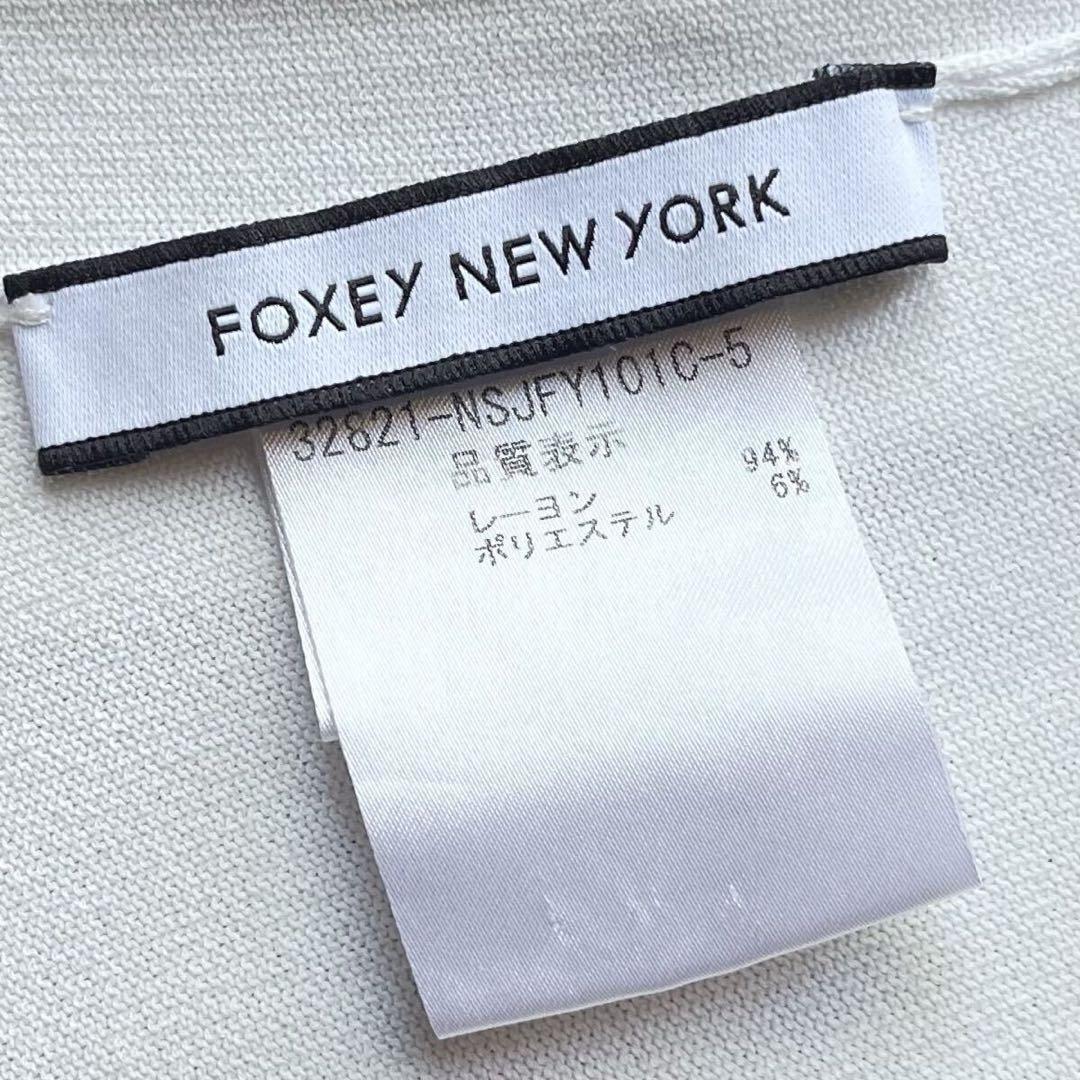 FOXEY NEW YORK
32821-NSJFY101C-5
品質表示
レーヨン 94%
ポリエステル 6%